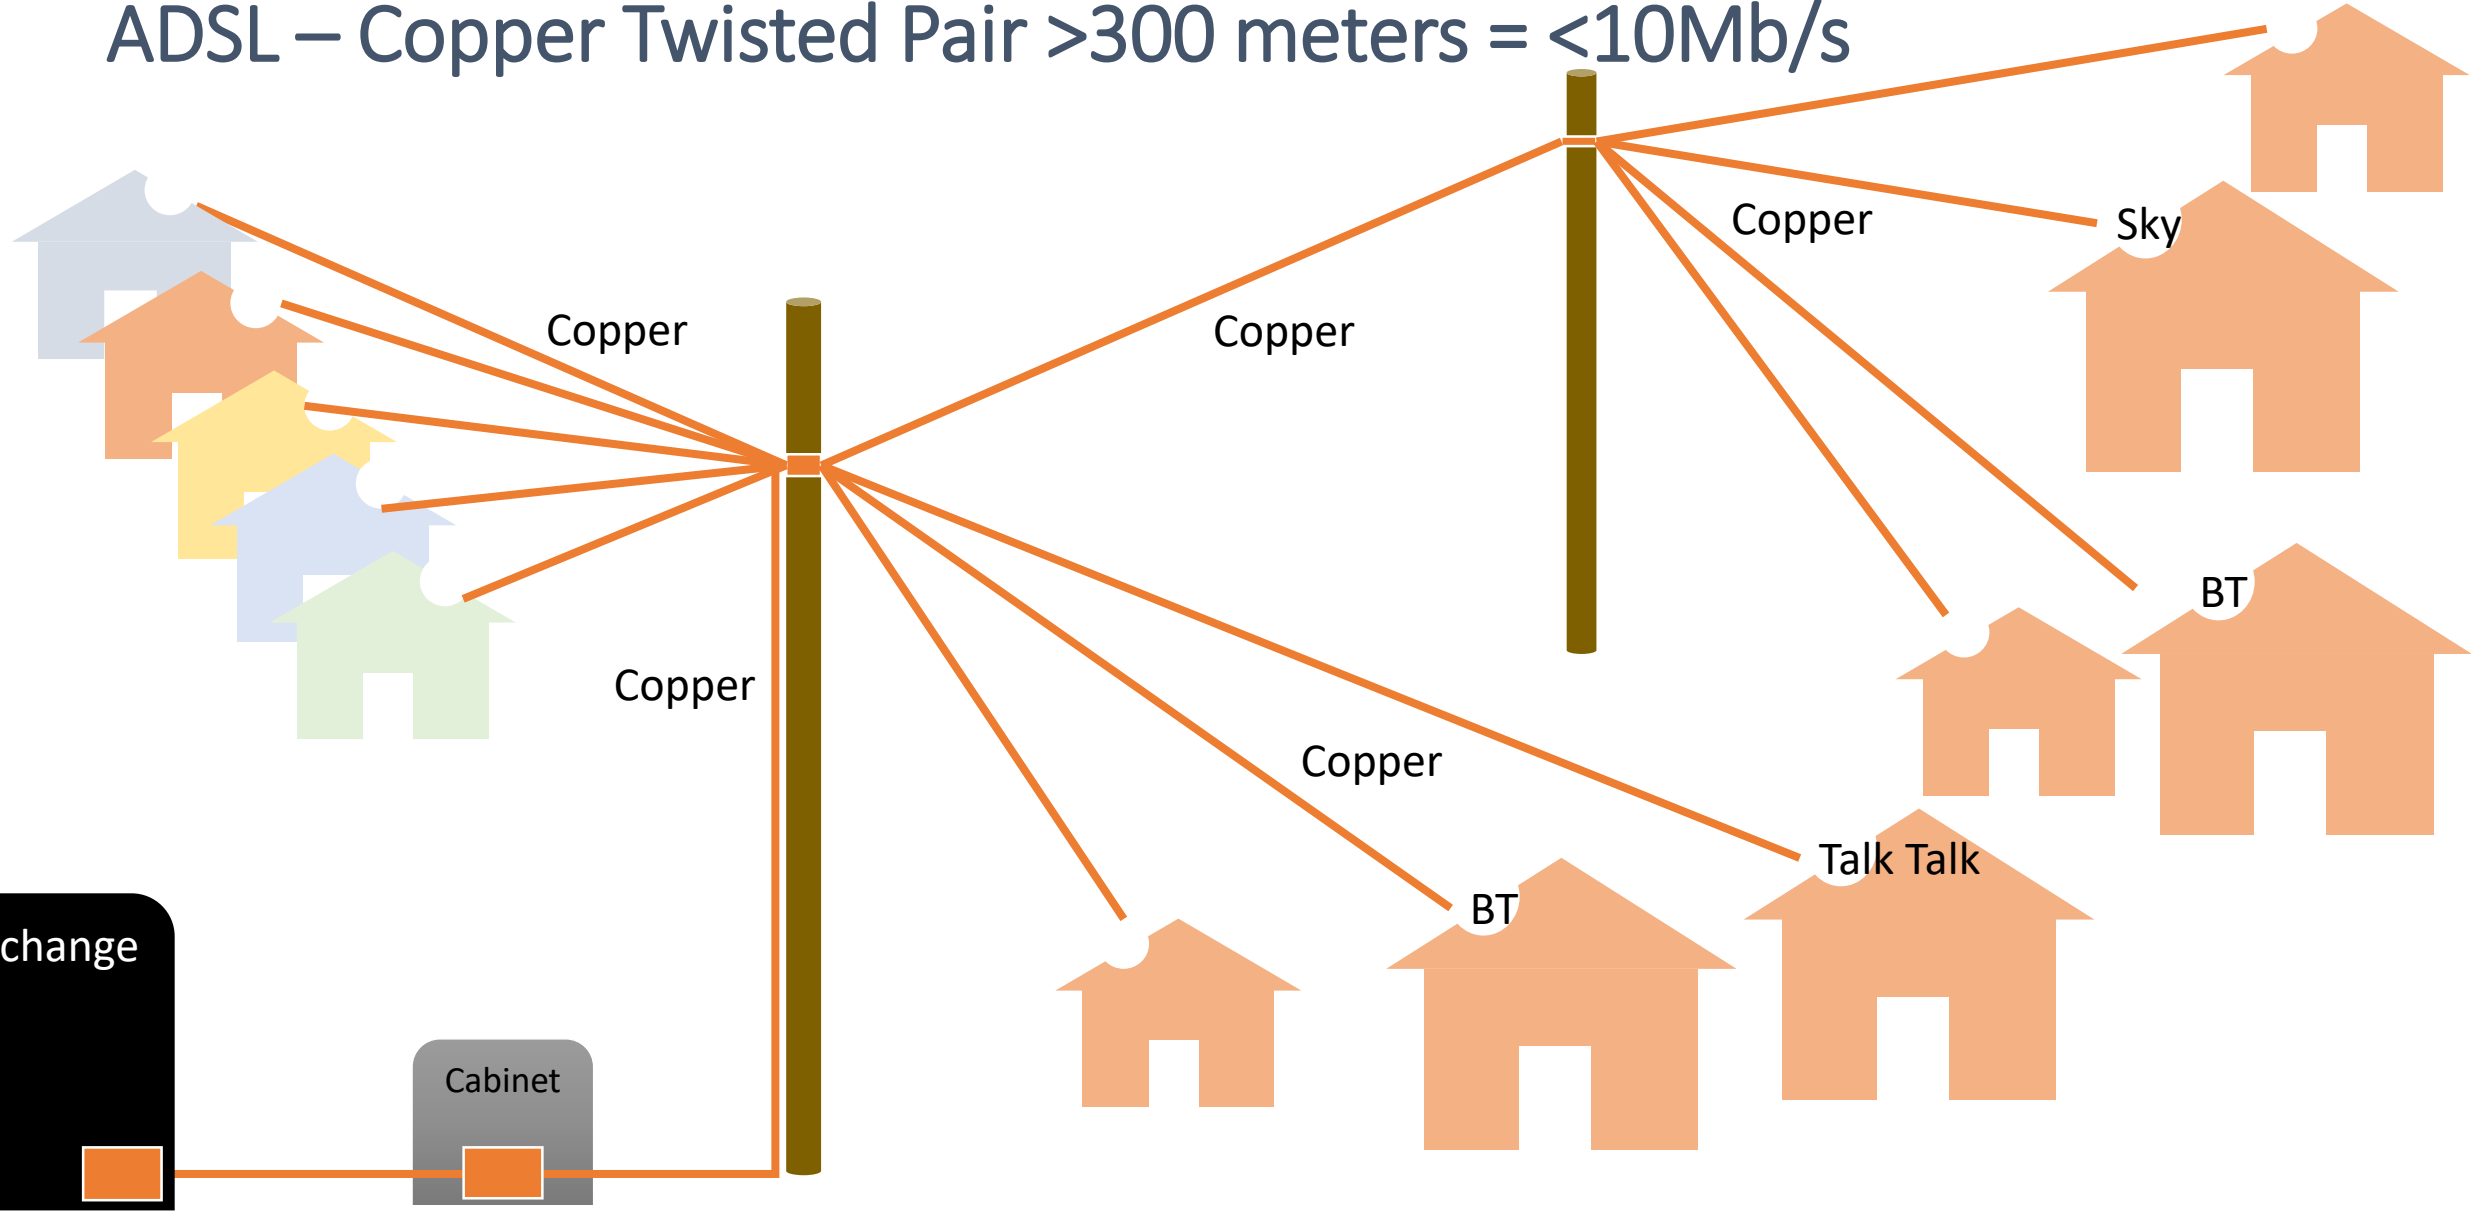 ADSL – Copper Twisted Pair >300 meters = <10Mb/s
Copper
Sky
Copper
Copper
BT
Copper
Copper
Talk Talk
BT
change
Cabinet